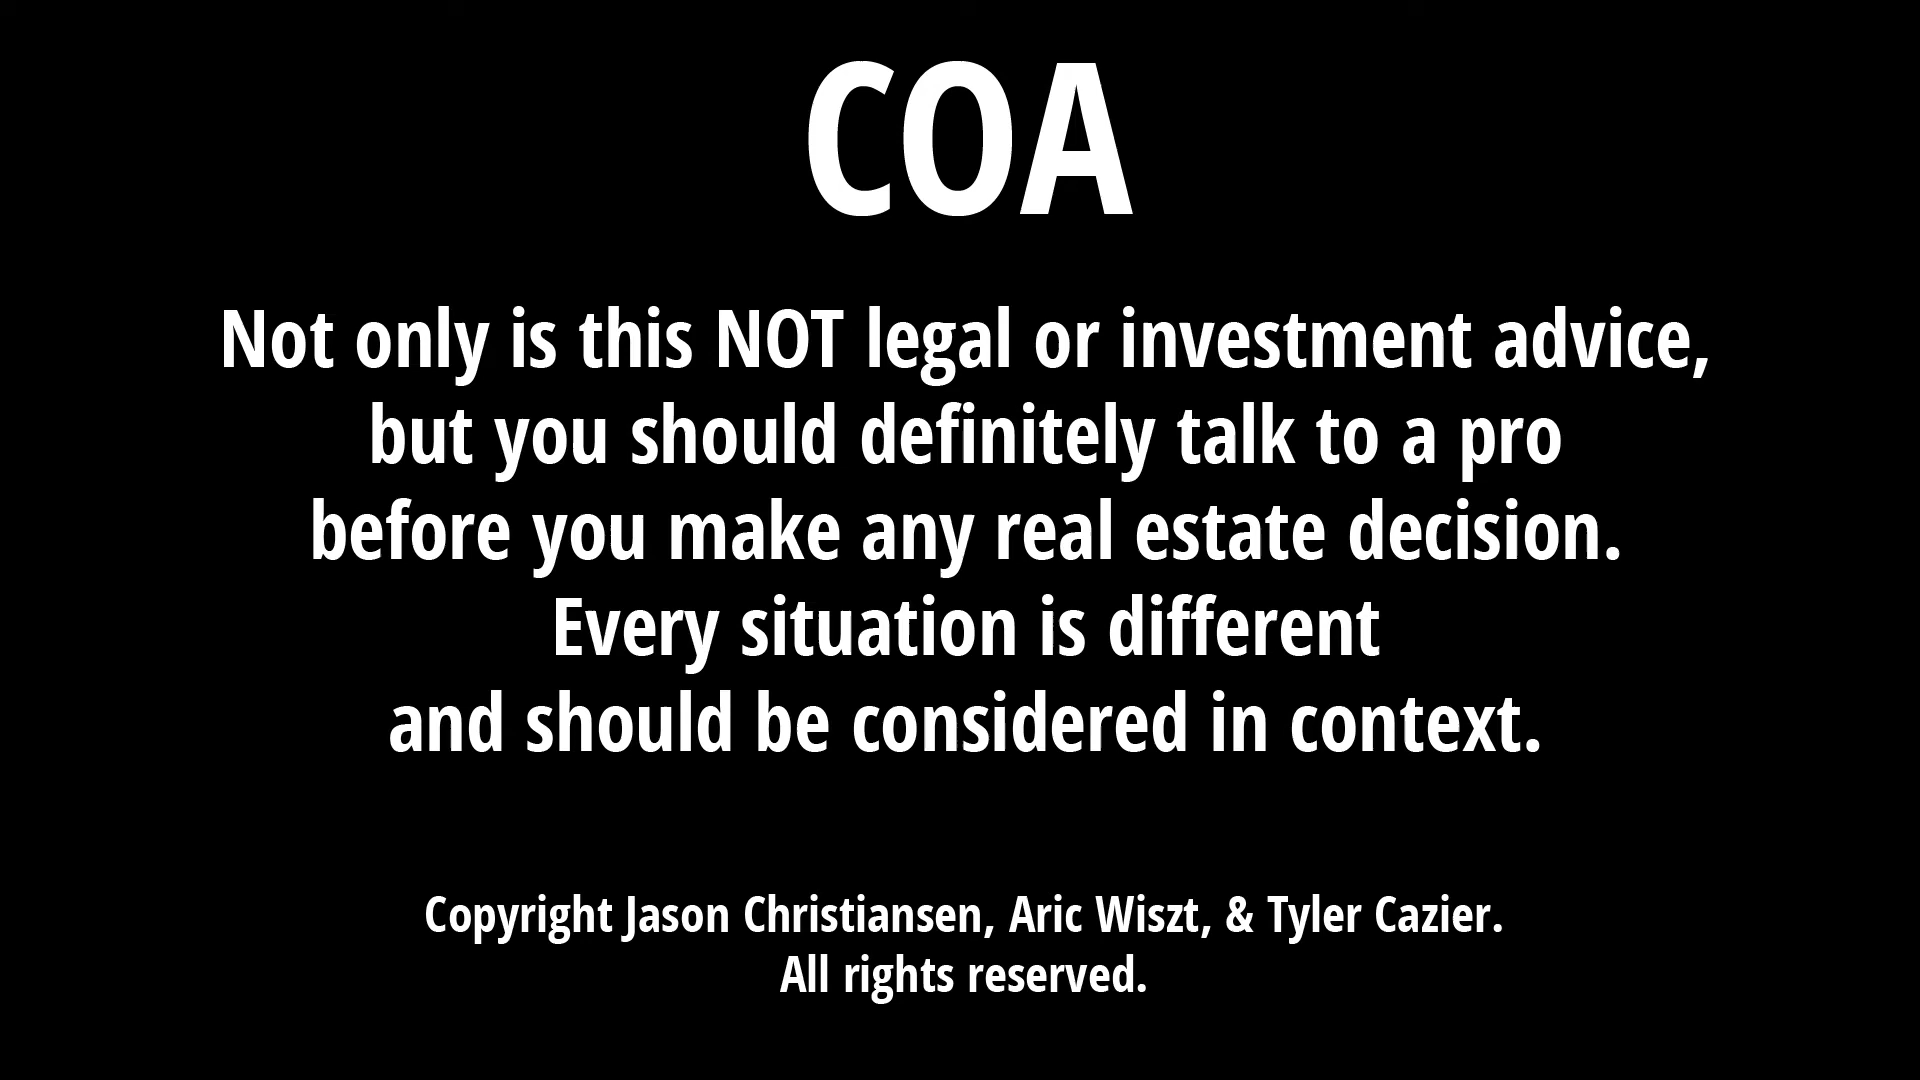 COA
Not only is this NOT legal or investment advice,
but you should definitely talk to a pro
before you make any real estate decision.
Every situation is different
and should be considered in context.
Copyright Jason Christiansen, Aric Wiszt, & Tyler Cazier.
All rights reserved.